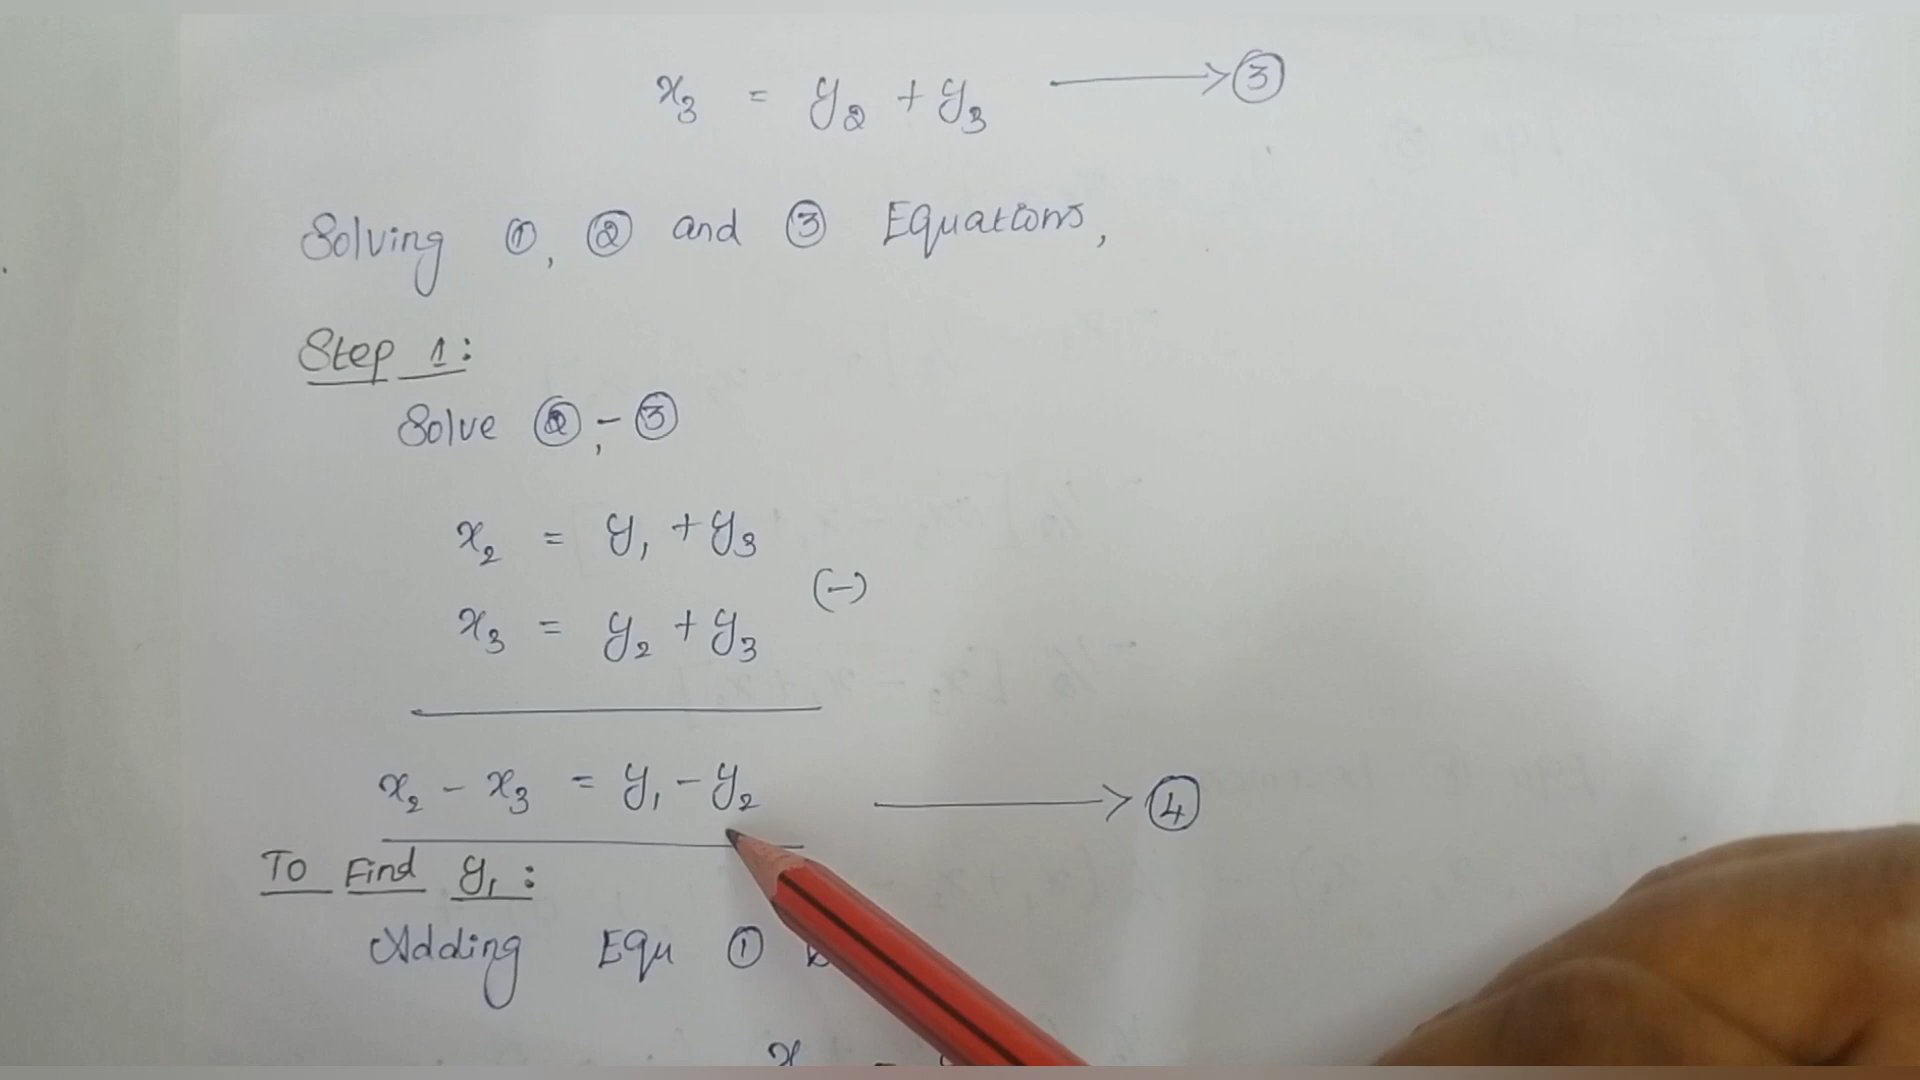 x₃ = y₂ + y₃ ⟶ ③
Solving ①, ② and ③ Equations,
Step 1:
Solve ②, - ③
x₂ = y₁ + y₃
(-)
x₃ = y₂ + y₃
x₂ - x₃ = y₁ - y₂ ⟶ ④
To Find y₁ :
Adding Equ ①